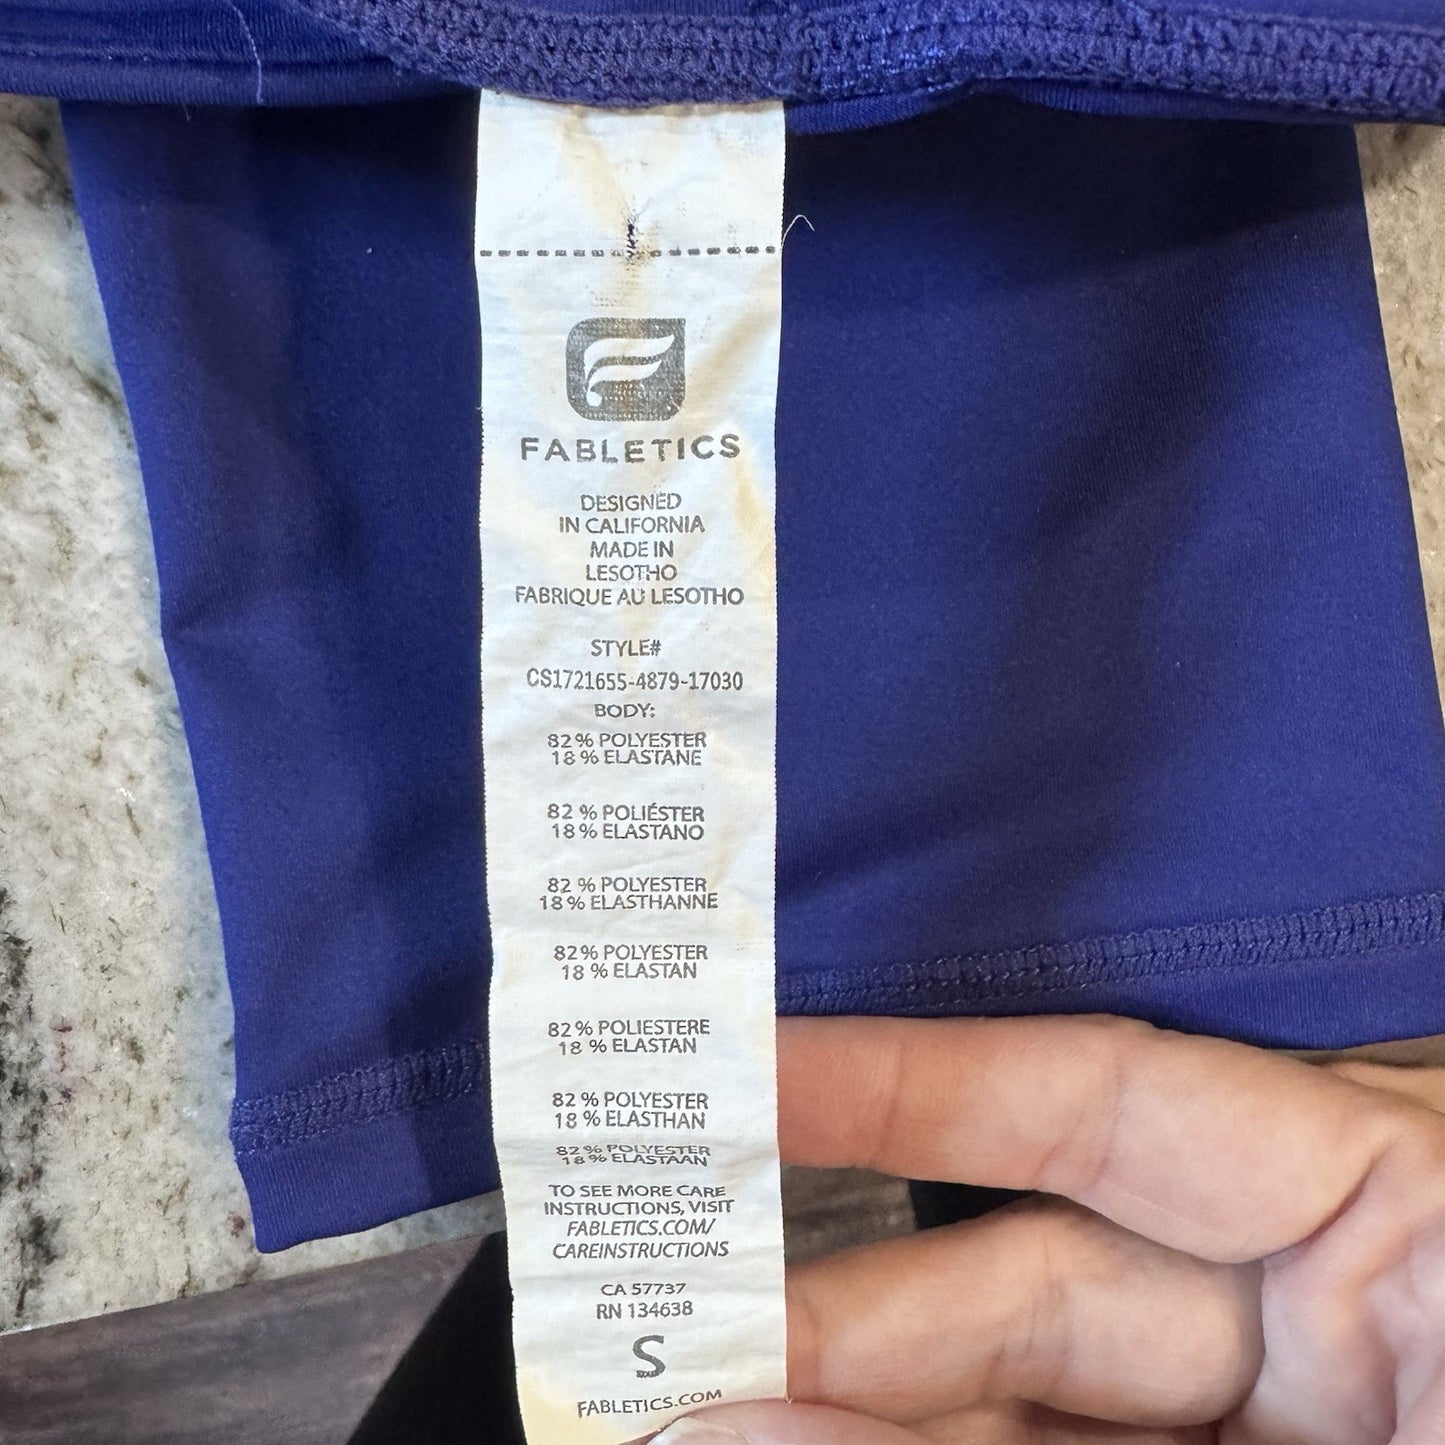 FABLETICS
DESIGNED
IN CALIFORNIA
MADE IN
LESOTHO
FABRIQUE AU LESOTHO
STYLE#
CS1721655-4879-17030
BODY:
82% POLYESTER
18% ELASTANE
82% POLIÉSTER
18% ELASTANO
82% POLYESTER
18% ELASTHANNE
82% POLYESTER
18% ELASTAN
82% POLIESTERE
18% ELASTAN
82% POLYESTER
18% ELASTHAN
82% POLYESTER
18% ELASTAAN
TO SEE MORE CARE
INSTRUCTIONS, VISIT
FABLETICS.COM/
CAREINSTRUCTIONS
CA 57737
RN 134638
S
FABLETICS.COM